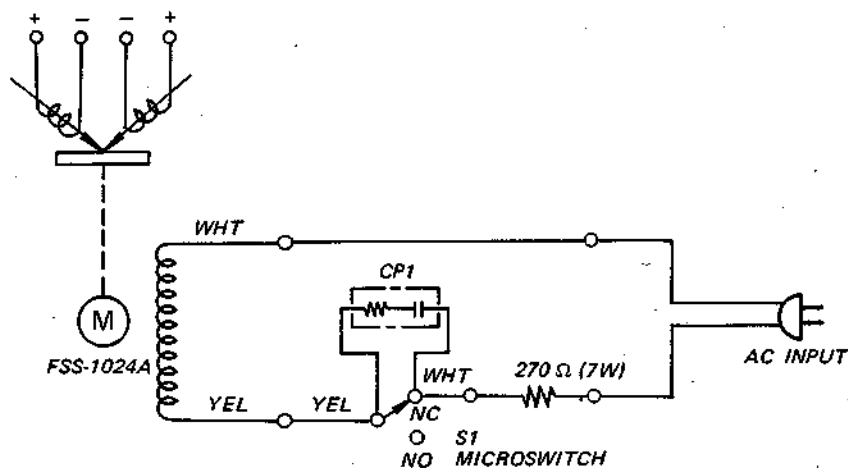 + − − +
WHT
CP1
M
FSS-1024A
WHT
270 Ω (7W)
AC INPUT
YEL
YEL
NC
S1
NO
MICROSWITCH